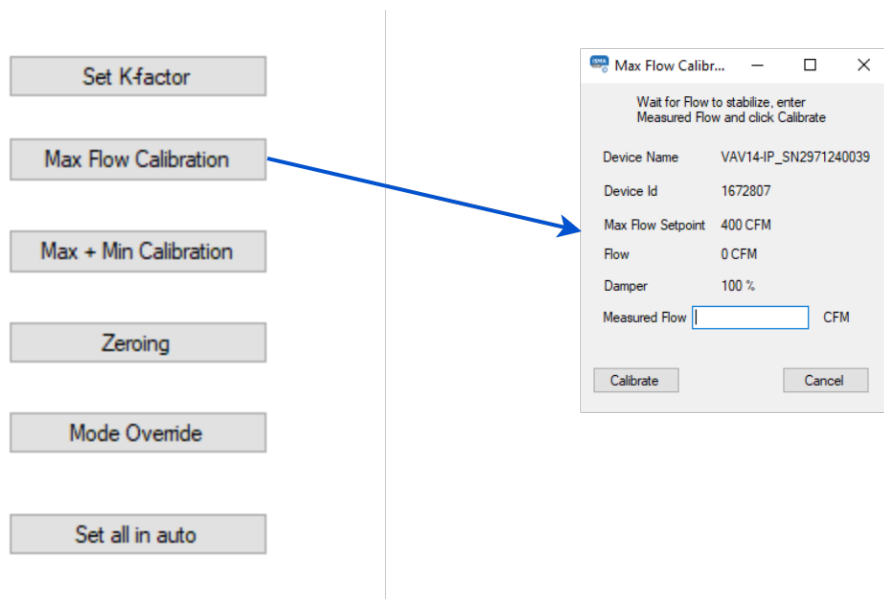 Set K-factor
Max Flow Calibration
Max + Min Calibration
Zeroing
Mode Override
Set all in auto
iSMA
Max Flow Calibr...
Wait for Flow to stabilize, enter
Measured Flow and click Calibrate
Device Name VAV14-IP_SN2971240039
Device Id 1672807
Max Flow Setpoint 400 CFM
Flow 0 CFM
Damper 100 %
Measured Flow CFM
Calibrate Cancel